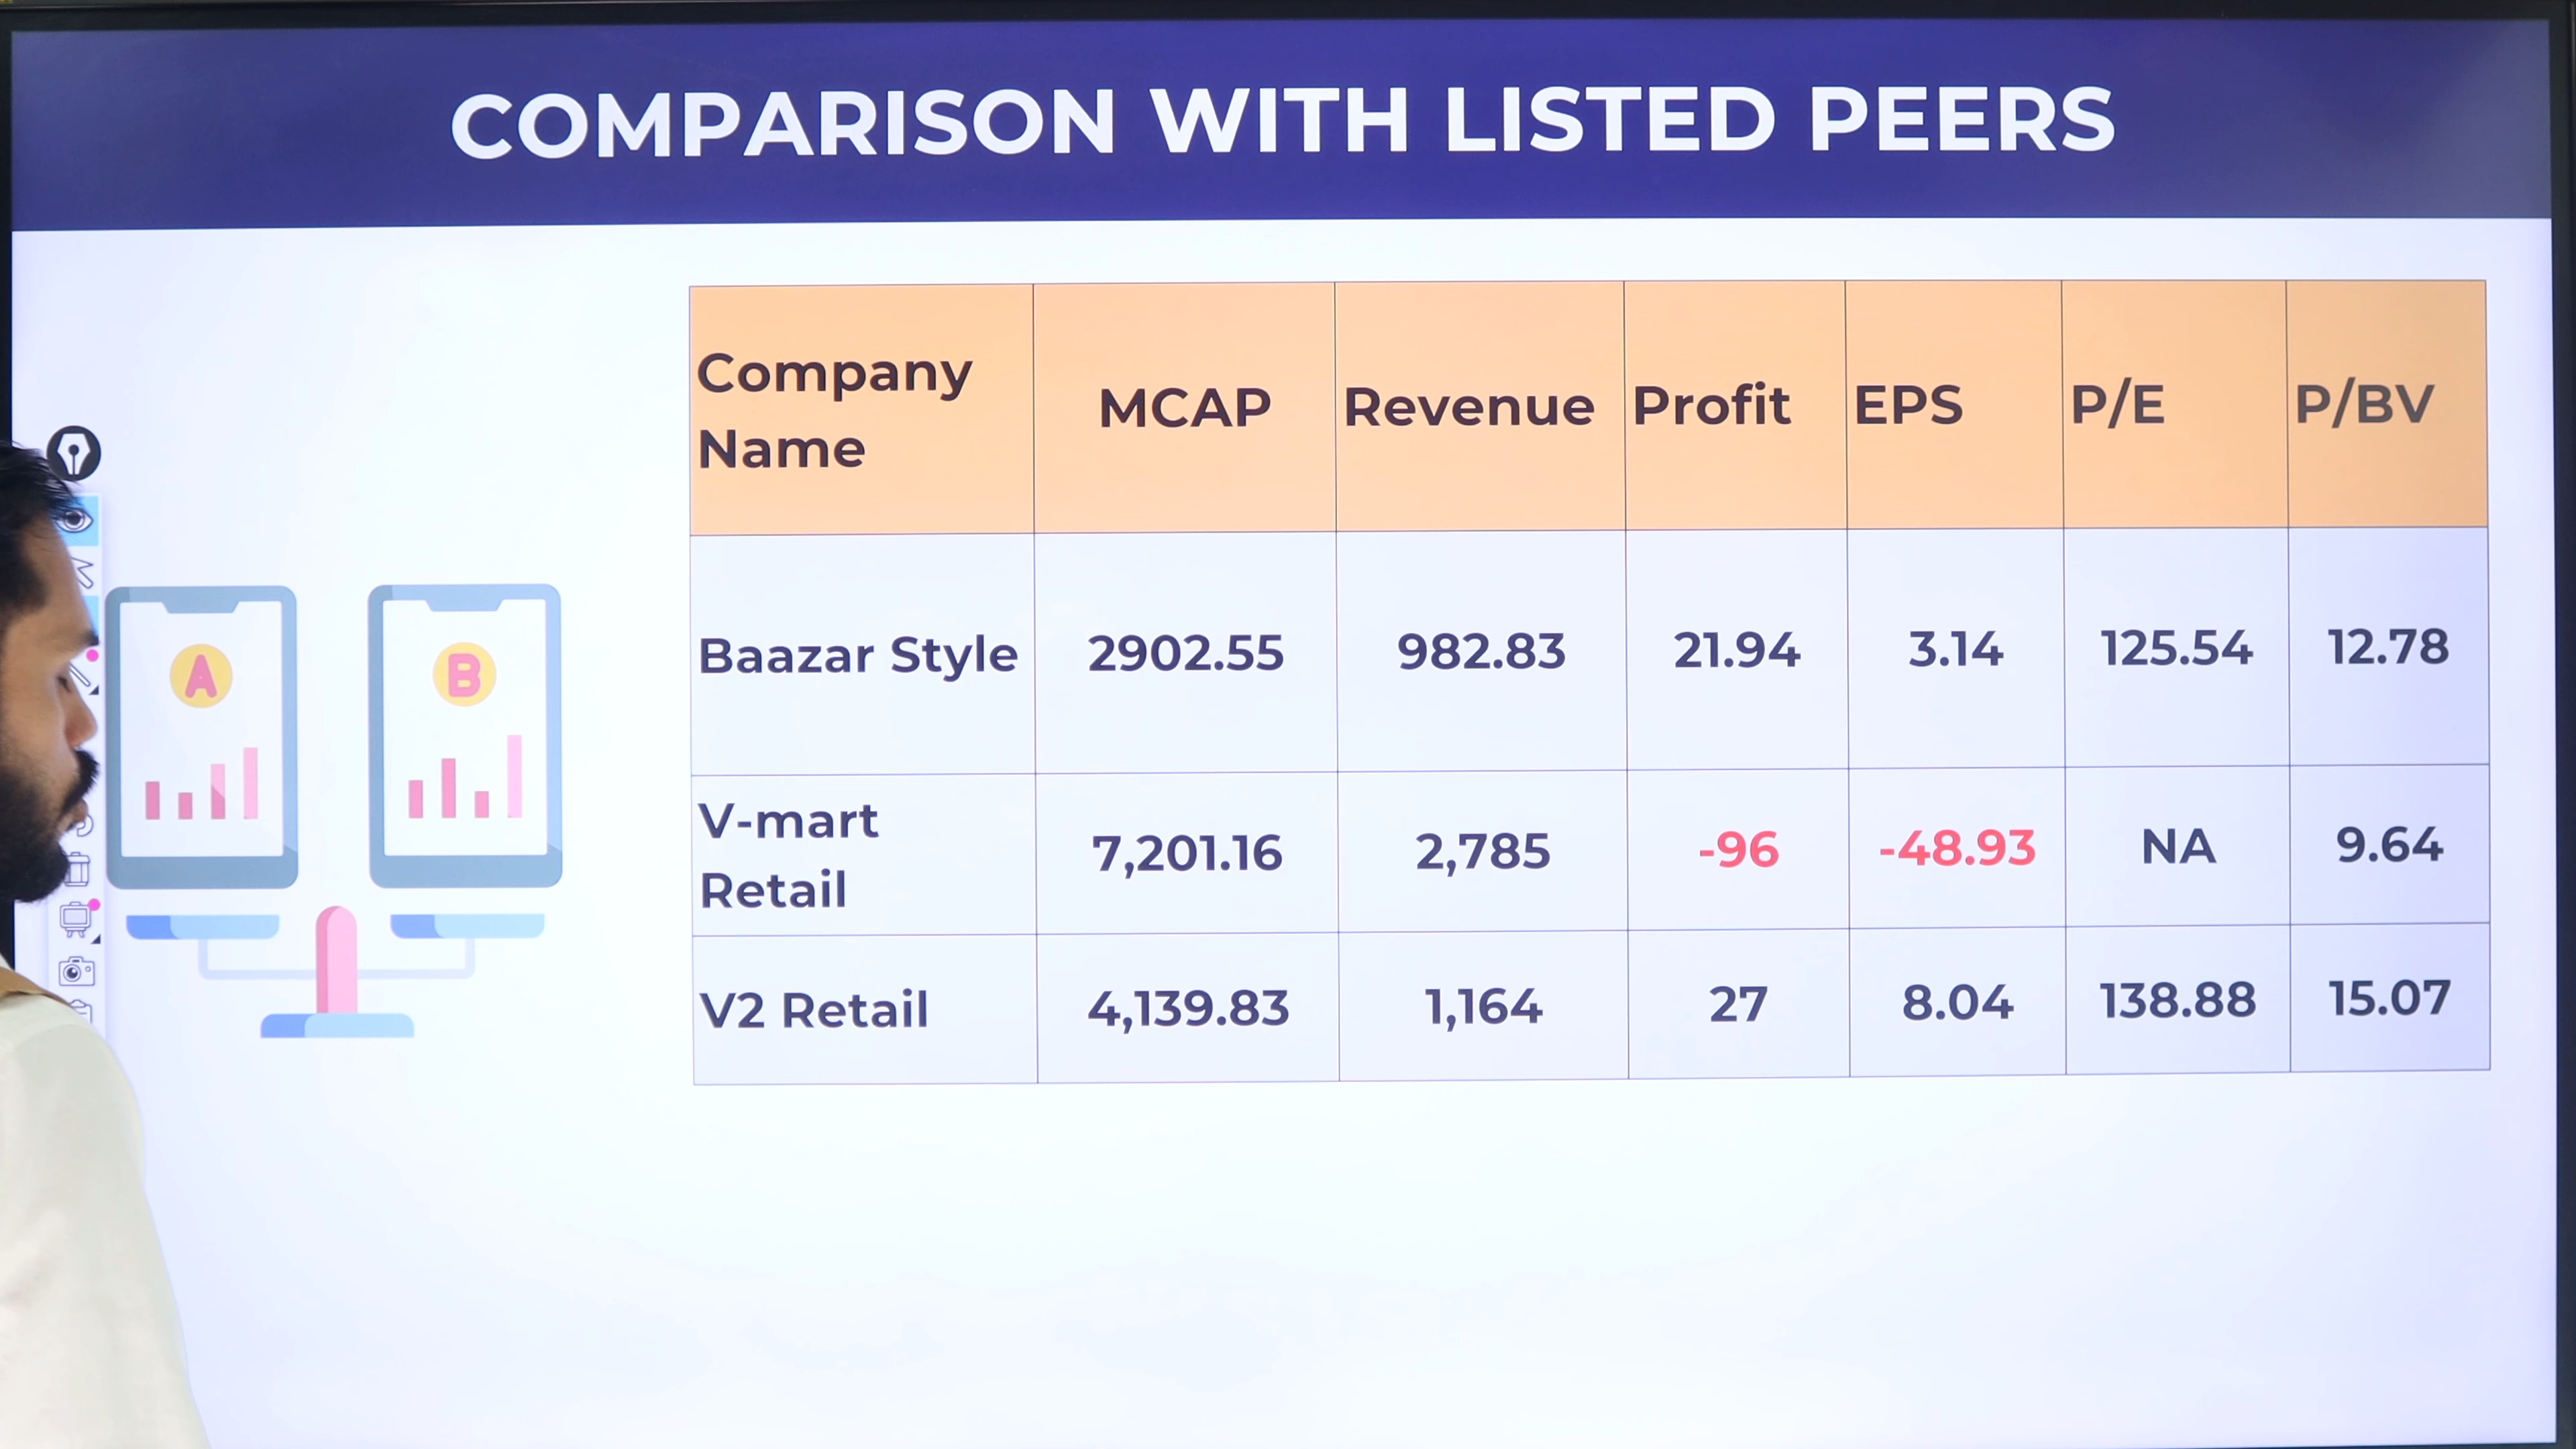 COMPARISON WITH LISTED PEERS
Company Name MCAP Revenue Profit EPS P/E P/BV
Baazar Style 2902.55 982.83 21.94 3.14 125.54 12.78
V-mart Retail 7,201.16 2,785 -96 -48.93 NA 9.64
V2 Retail 4,139.83 1,164 27 8.04 138.88 15.07
A
B